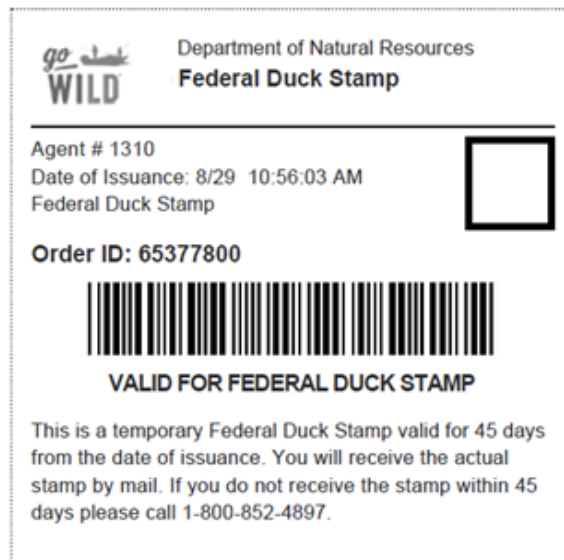 go
WILD
Department of Natural Resources
Federal Duck Stamp
Agent # 1310
Date of Issuance: 8/29 10:56:03 AM
Federal Duck Stamp
Order ID: 65377800
VALID FOR FEDERAL DUCK STAMP
This is a temporary Federal Duck Stamp valid for 45 days
from the date of issuance. You will receive the actual
stamp by mail. If you do not receive the stamp within 45
days please call 1-800-852-4897.